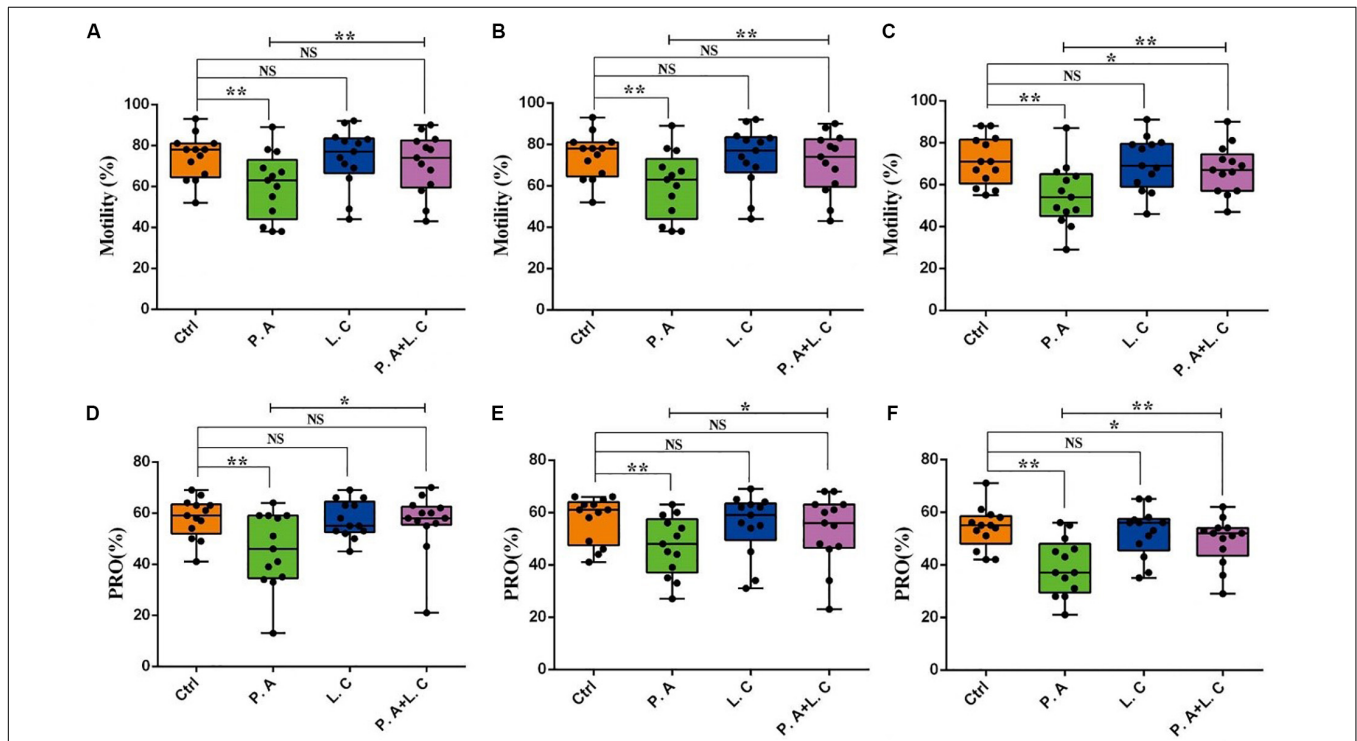 A
**
NS
NS
**
Motility (%)
100
80
60
40
20
0
Ctrl
P. A
L. C
P. A+L. C
B
**
NS
NS
**
Motility (%)
100
80
60
40
20
0
Ctrl
P. A
L. C
P. A+L. C
C
**
*
NS
**
Motility (%)
100
80
60
40
20
0
Ctrl
P. A
L. C
P. A+L. C
D
*
NS
NS
**
PRO(%)
80
60
40
20
0
Ctrl
P. A
L. C
P. A+L. C
E
*
NS
NS
**
PRO(%)
80
60
40
20
0
Ctrl
P. A
L. C
P. A+L. C
F
**
*
NS
**
PRO(%)
80
60
40
20
0
Ctrl
P. A
L. C
P. A+L. C